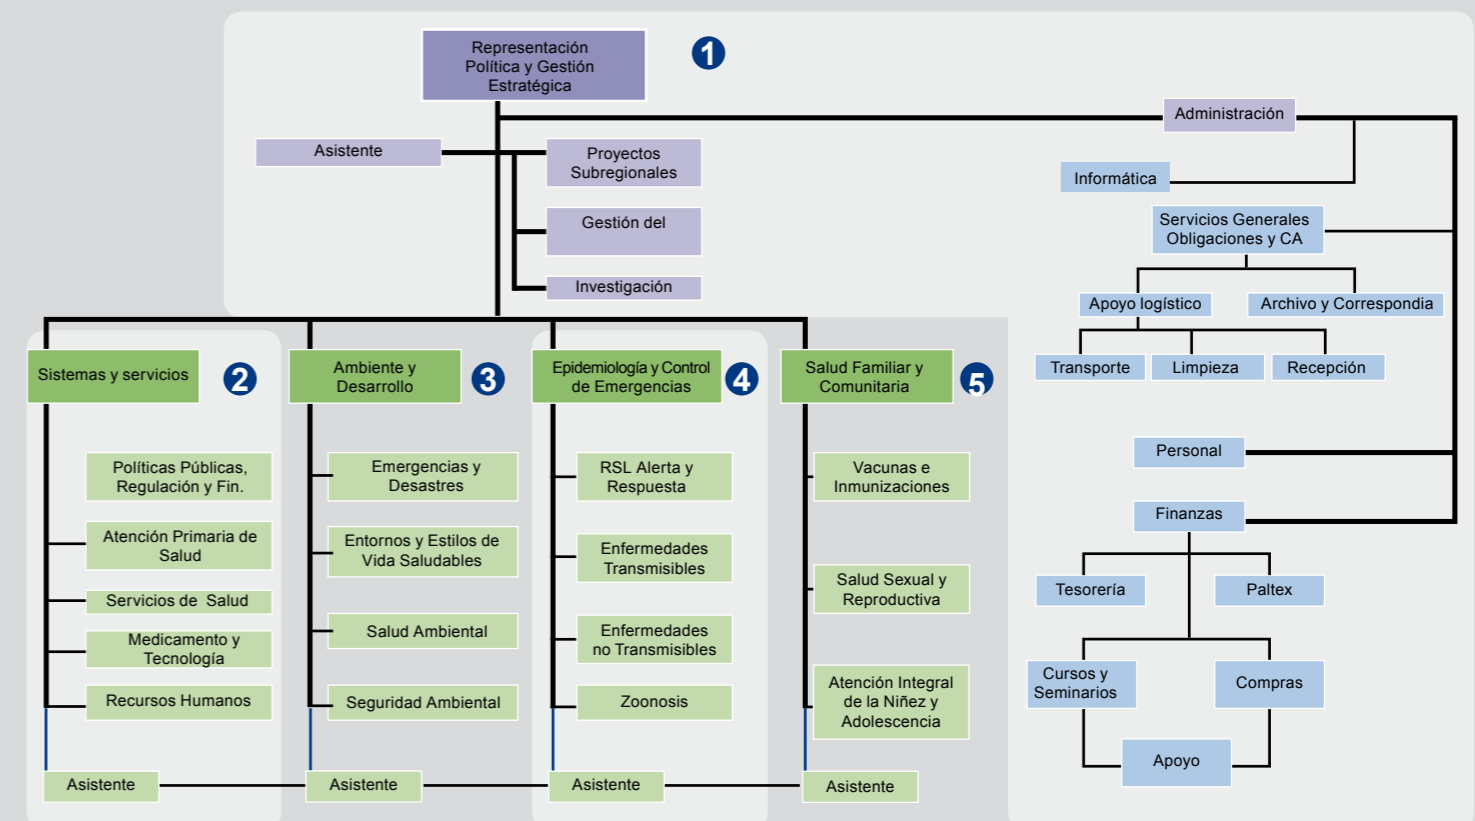 Representación
Política y Gestión
Estratégica
1
Administración
Asistente
Proyectos
Subregionales
Gestión del
Investigación
Informática
Servicios Generales
Obligaciones y CA
Apoyo logístico
Archivo y Correspondia
Transporte
Limpieza
Recepción
Personal
Finanzas
Tesorería
Paltex
Cursos y
Seminarios
Compras
Apoyo
Sistemas y servicios
2
Políticas Públicas,
Regulación y Fin.
Atención Primaria de
Salud
Servicios de Salud
Medicamento y
Tecnología
Recursos Humanos
Asistente
Ambiente y
Desarrollo
3
Emergencias y
Desastres
Entornos y Estilos de
Vida Saludables
Salud Ambiental
Seguridad Ambiental
Asistente
Epidemiología y Control
de Emergencias
4
RSL Alerta y
Respuesta
Enfermedades
Transmisibles
Enfermedades
no Transmisibles
Zoonosis
Asistente
Salud Familiar y
Comunitaria
5
Vacunas e
Inmunizaciones
Salud Sexual y
Reproductiva
Atención Integral
de la Niñez y
Adolescencia
Asistente